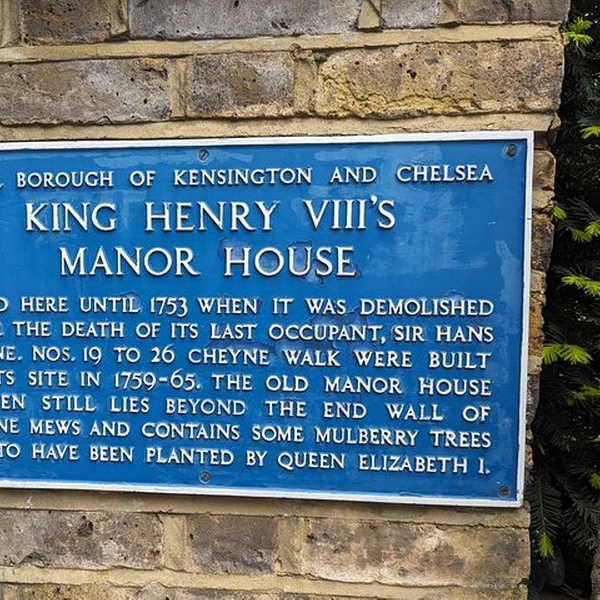 BOROUGH OF KENSINGTON AND CHELSEA
KING HENRY VIII'S
MANOR HOUSE
HERE UNTIL 1753 WHEN IT WAS DEMOLISHED
THE DEATH OF ITS LAST OCCUPANT, SIR HANS
NOS. 19 TO 26 CHEYNE WALK WERE BUILT
SITE IN 1759-65. THE OLD MANOR HOUSE
STILL LIES BEYOND THE END WALL OF
MEWS AND CONTAINS SOME MULBERRY TREES
TO HAVE BEEN PLANTED BY QUEEN ELIZABETH I.